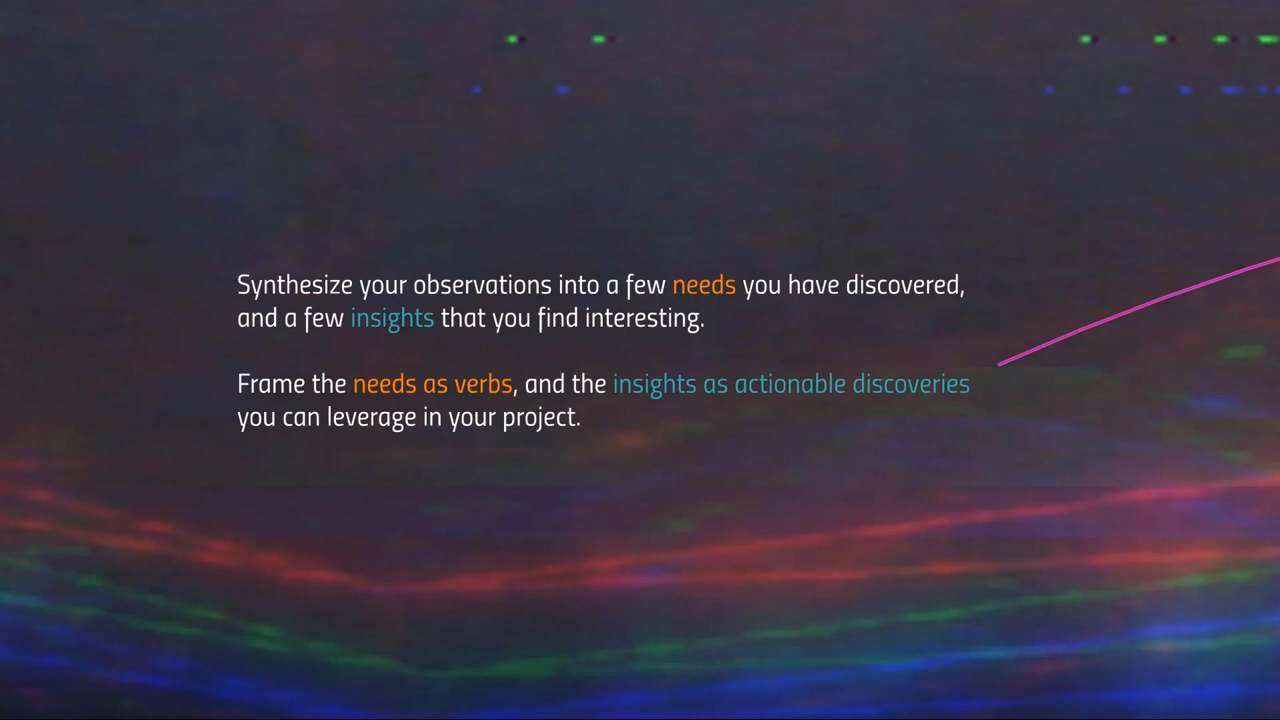 Synthesize your observations into a few needs you have discovered,
and a few insights that you find interesting.
Frame the needs as verbs, and the insights as actionable discoveries
you can leverage in your project.